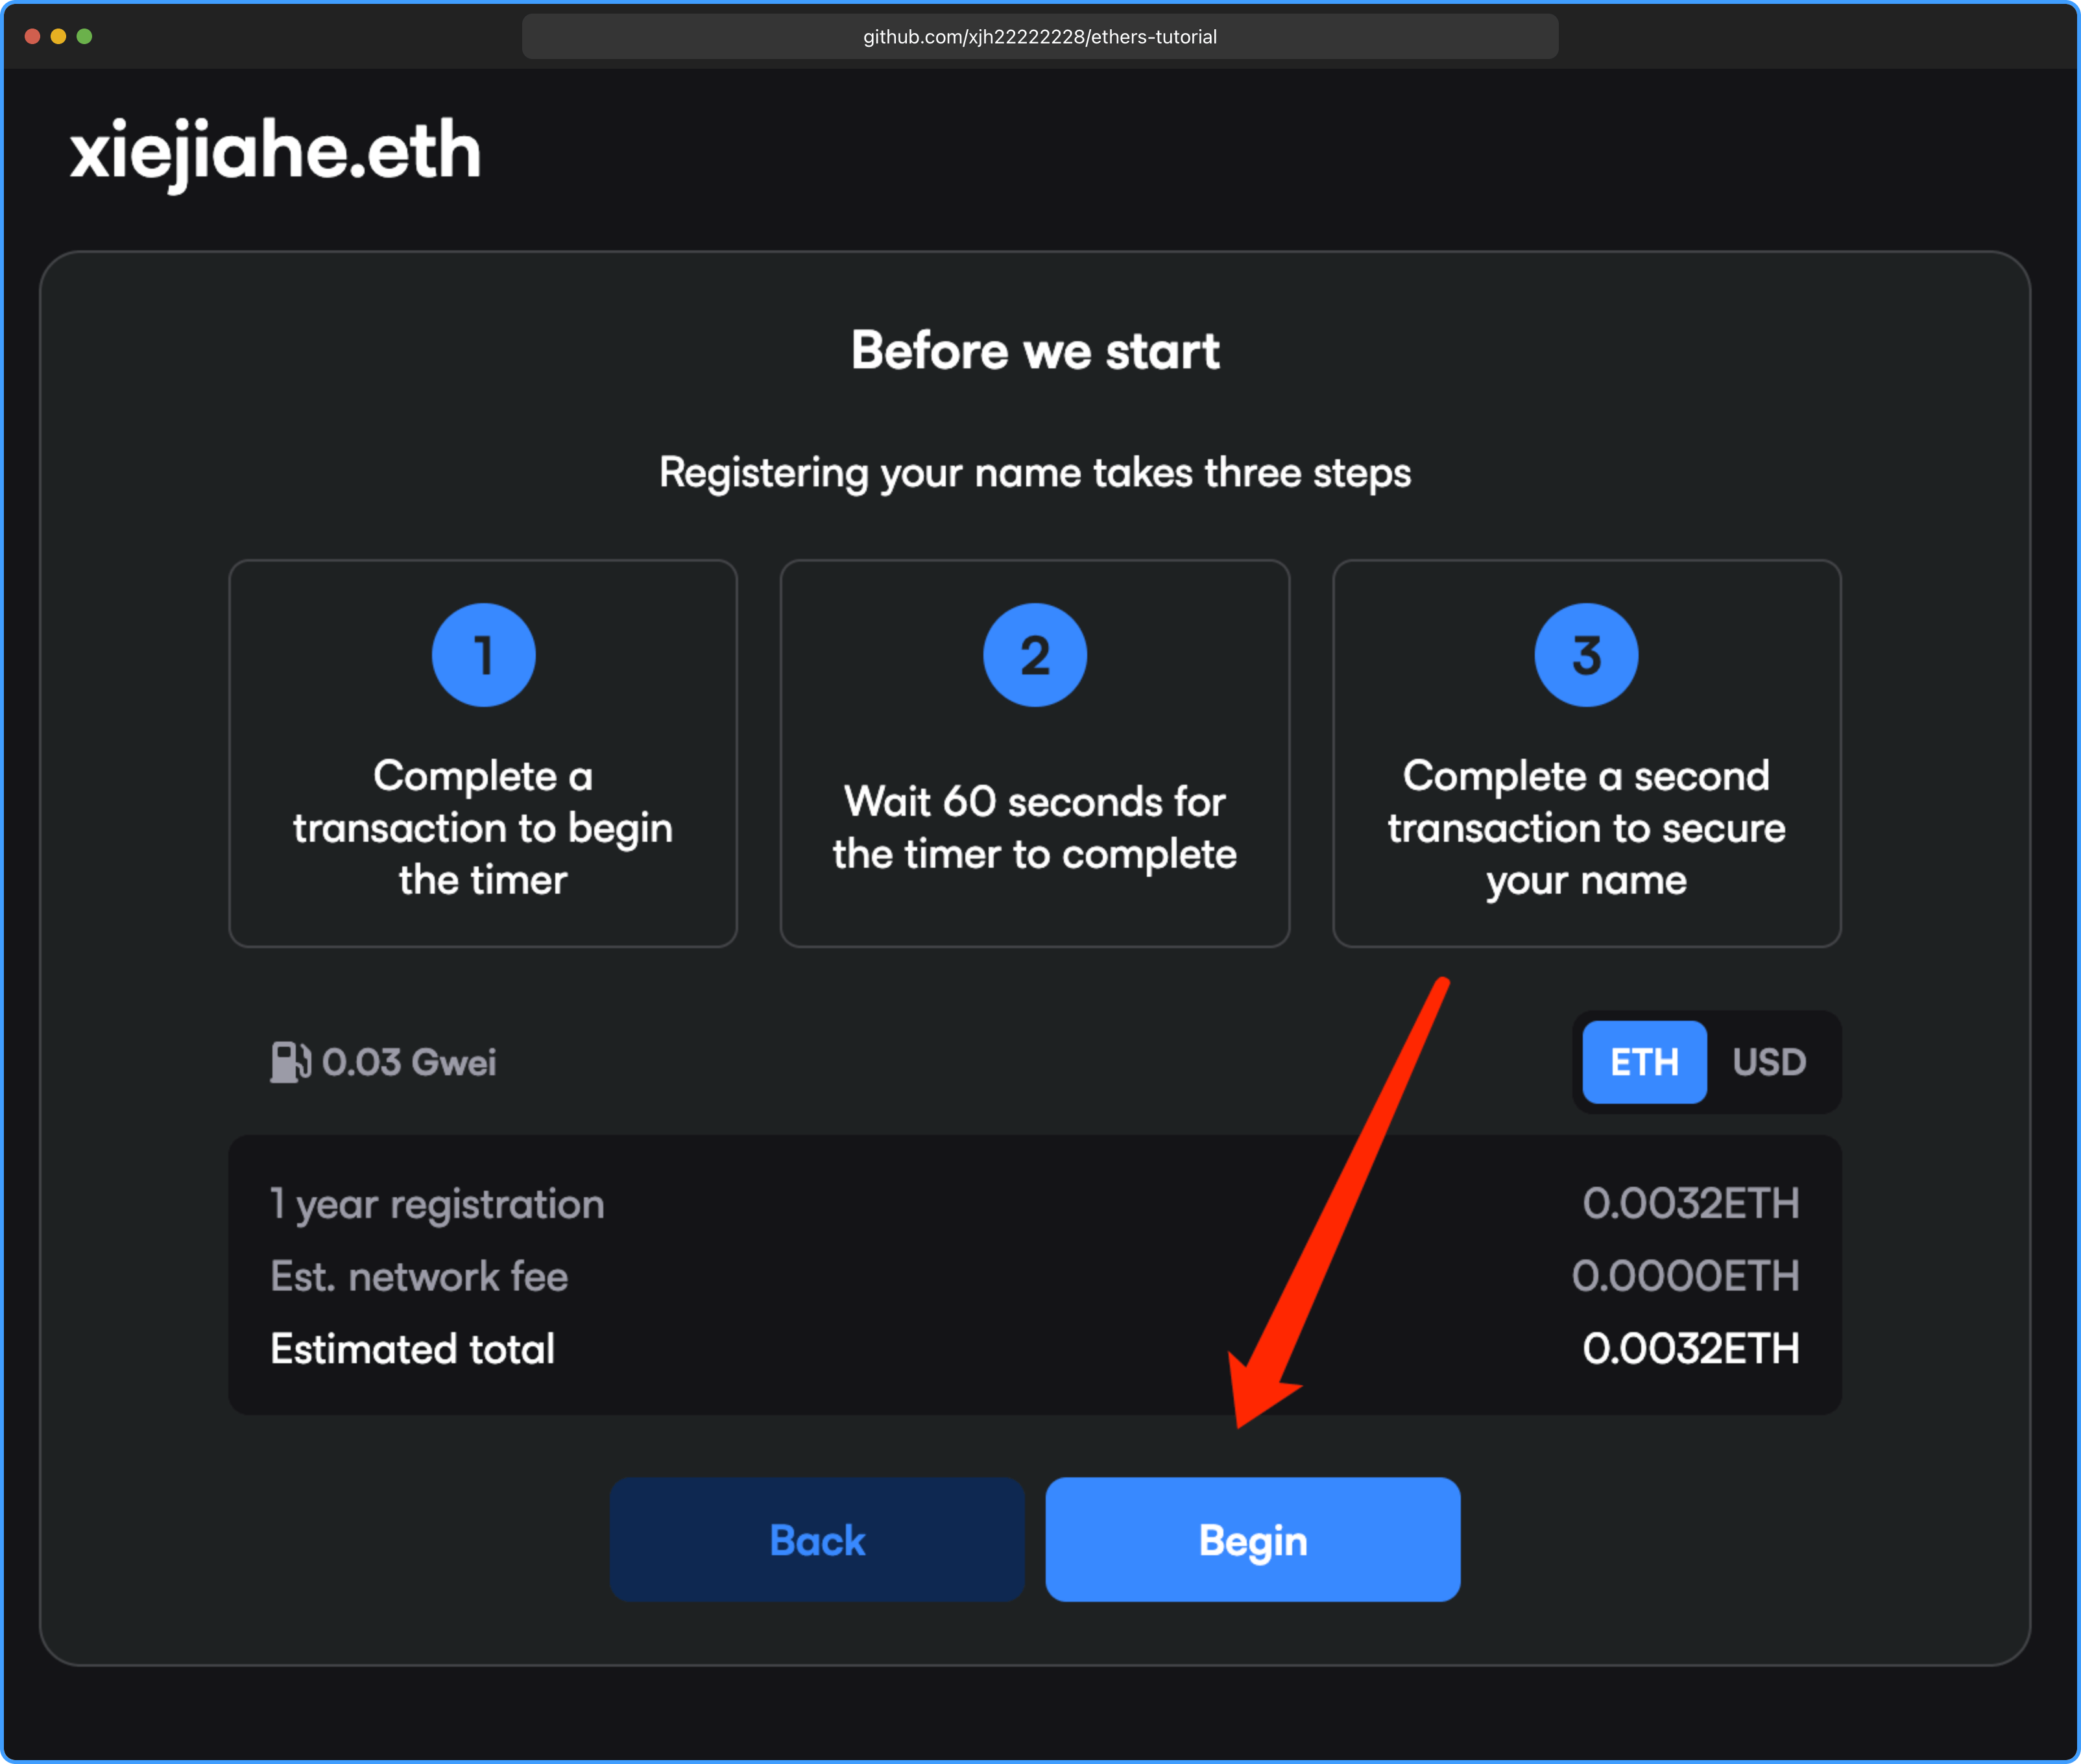 github.com/xjh22222228/ethers-tutorial
xiejiahe.eth
Before we start
Registering your name takes three steps
1
Complete a
transaction to begin
the timer
2
Wait 60 seconds for
the timer to complete
3
Complete a second
transaction to secure
your name
0.03 Gwei
ETH USD
1 year registration 0.0032ETH
Est. network fee 0.0000ETH
Estimated total 0.0032ETH
Back Begin